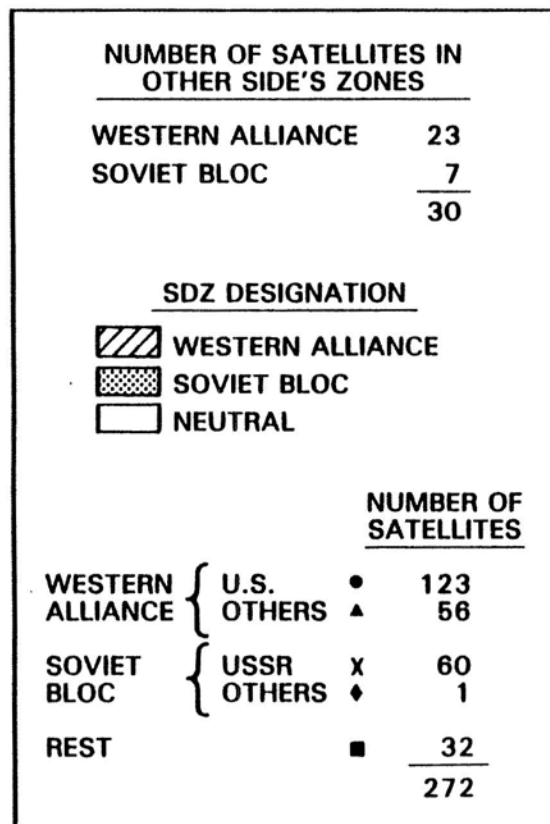 NUMBER OF SATELLITES IN
OTHER SIDE'S ZONES
WESTERN ALLIANCE 23
SOVIET BLOC 7
30
SDZ DESIGNATION
WESTERN ALLIANCE
SOVIET BLOC
NEUTRAL
NUMBER OF
SATELLITES
WESTERN { U.S. ● 123
ALLIANCE OTHERS ▲ 56
SOVIET { USSR X 60
BLOC OTHERS ♦ 1
REST ■ 32
272